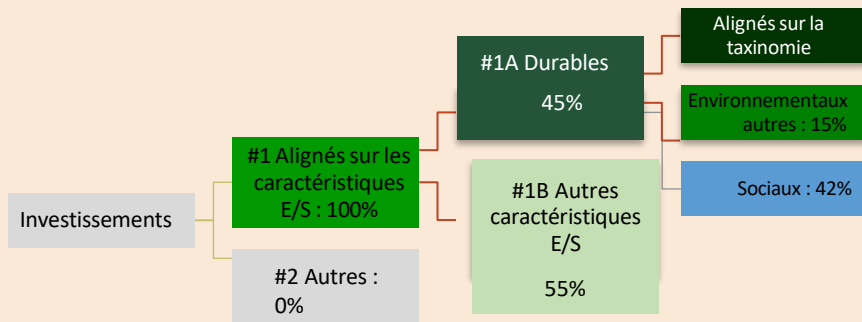 Investissements
#1 Alignés sur les
caractéristiques
E/S : 100%
#2 Autres :
0%
#1A Durables
45%
#1B Autres
caractéristiques
E/S
55%
Alignés sur la
taxinomie
Environnementaux
autres : 15%
Sociaux : 42%